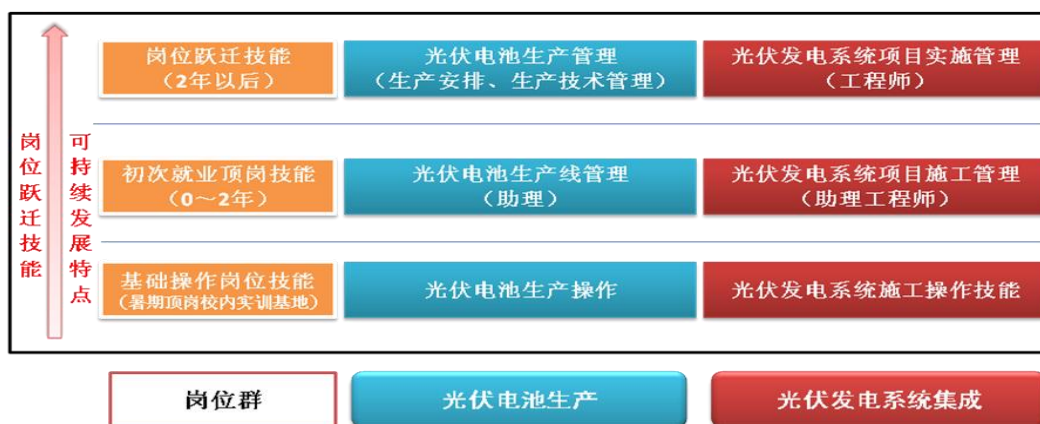 岗位跃迁技能
可持续发展特点
岗位跃迁技能
（2年以后）
光伏电池生产管理
（生产安排、生产技术管理）
光伏发电系统项目实施管理
（工程师）
初次就业顶岗技能
（0～2年）
光伏电池生产线管理
（助理）
光伏发电系统项目施工管理
（助理工程师）
基础操作岗位技能
（暑期顶岗校内实训基地）
光伏电池生产操作
光伏发电系统施工操作技能
岗位群
光伏电池生产
光伏发电系统集成